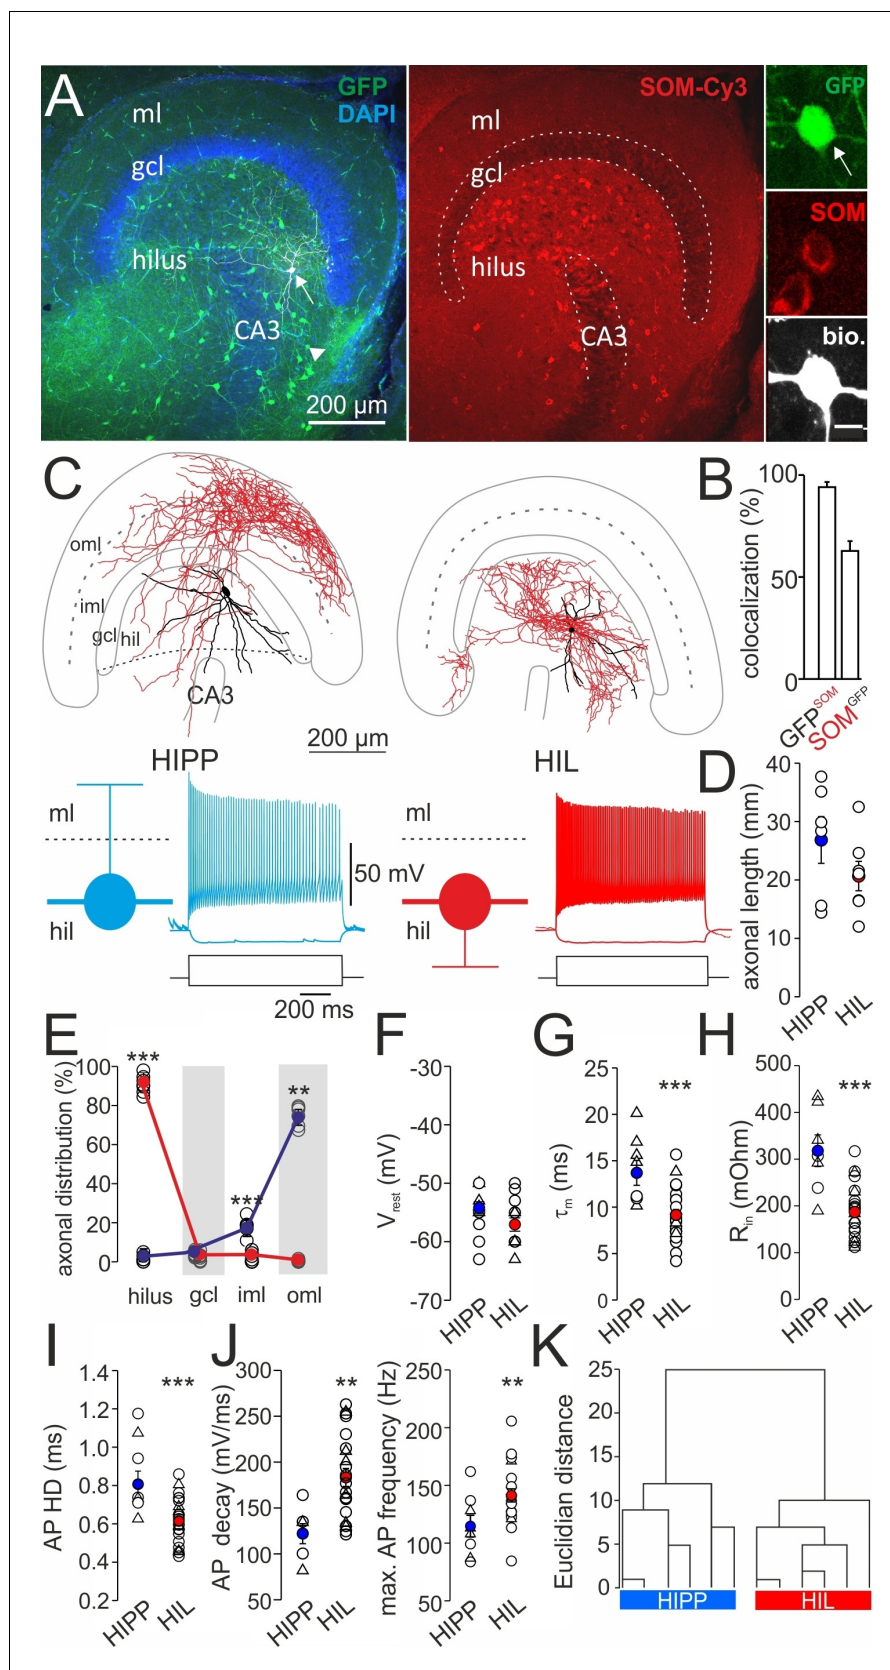 A
GFP
DAPI
ml
gcl
hilus
CA3
200 µm
SOM-Cy3
ml
gcl
hilus
CA3
GFP
SOM
bio.
C
oml
iml
gcl hil
CA3
200 µm
B
colocalization (%)
100
50
0
GFP^SOM
SOM^GFP
HIPP
ml
hil
50 mV
200 ms
HIL
ml
hil
D
axonal length (mm)
40
30
20
10
0
HIPP
HIL
E
axonal distribution (%)
100
80
60
40
20
0
***
***
**
hilus gcl iml oml
F
V_rest (mV)
-30
-40
-50
-60
-70
HIPP
HIL
G
τ_m (ms)
25
20
15
10
5
0
***
HIPP
HIL
H
R_in (mOhm)
500
400
300
200
100
0
***
HIPP
HIL
I
AP HD (ms)
1.4
1.2
1.0
0.8
0.6
0.4
0.2
***
HIPP
HIL
J
AP decay (mV/ms)
300
250
200
150
100
50
**
HIPP
HIL
max. AP frequency (Hz)
250
200
150
100
50
**
HIPP
HIL
K
Euclidian distance
25
20
15
10
5
0
HIPP
HIL